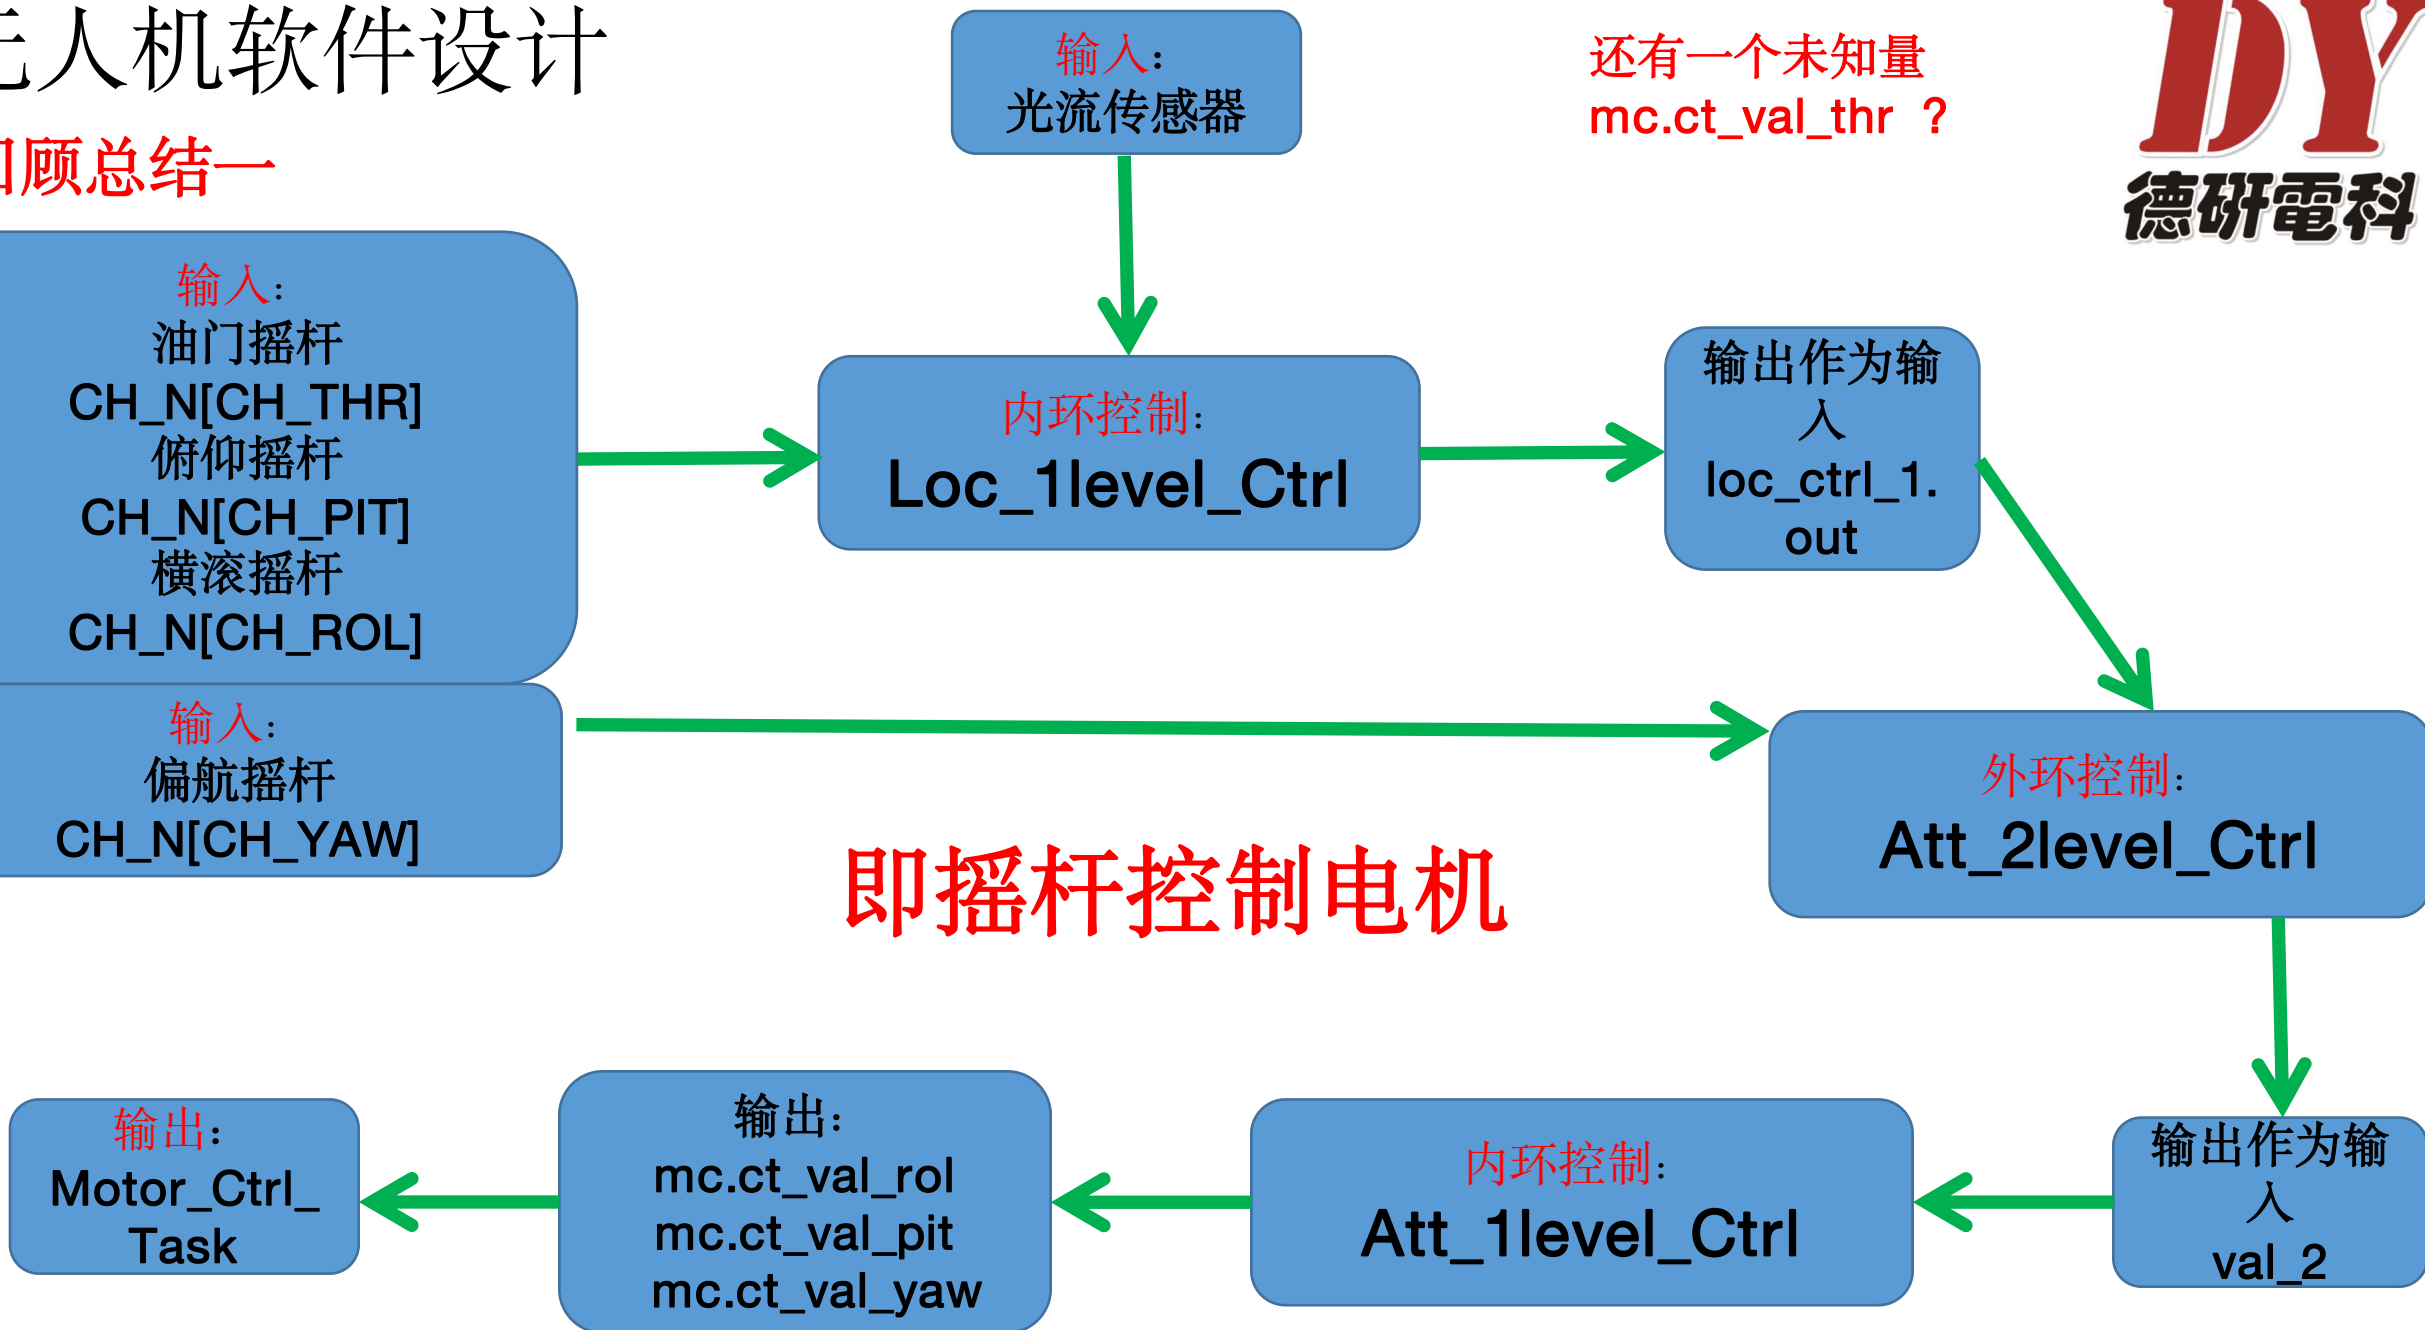 无人机软件设计
回顾总结一
输入:
光流传感器
还有一个未知量
mc.ct_val_thr ?
DY
德研電科
输入:
油门摇杆
CH_N[CH_THR]
俯仰摇杆
CH_N[CH_PIT]
横滚摇杆
CH_N[CH_ROL]
内环控制:
Loc_1level_Ctrl
输出作为输
入
loc_ctrl_1.
out
输入:
偏航摇杆
CH_N[CH_YAW]
外环控制:
Att_2level_Ctrl
即摇杆控制电机
输出:
Motor_Ctrl_
Task
输出:
mc.ct_val_rol
mc.ct_val_pit
mc.ct_val_yaw
内环控制:
Att_1level_Ctrl
输出作为输
入
val_2